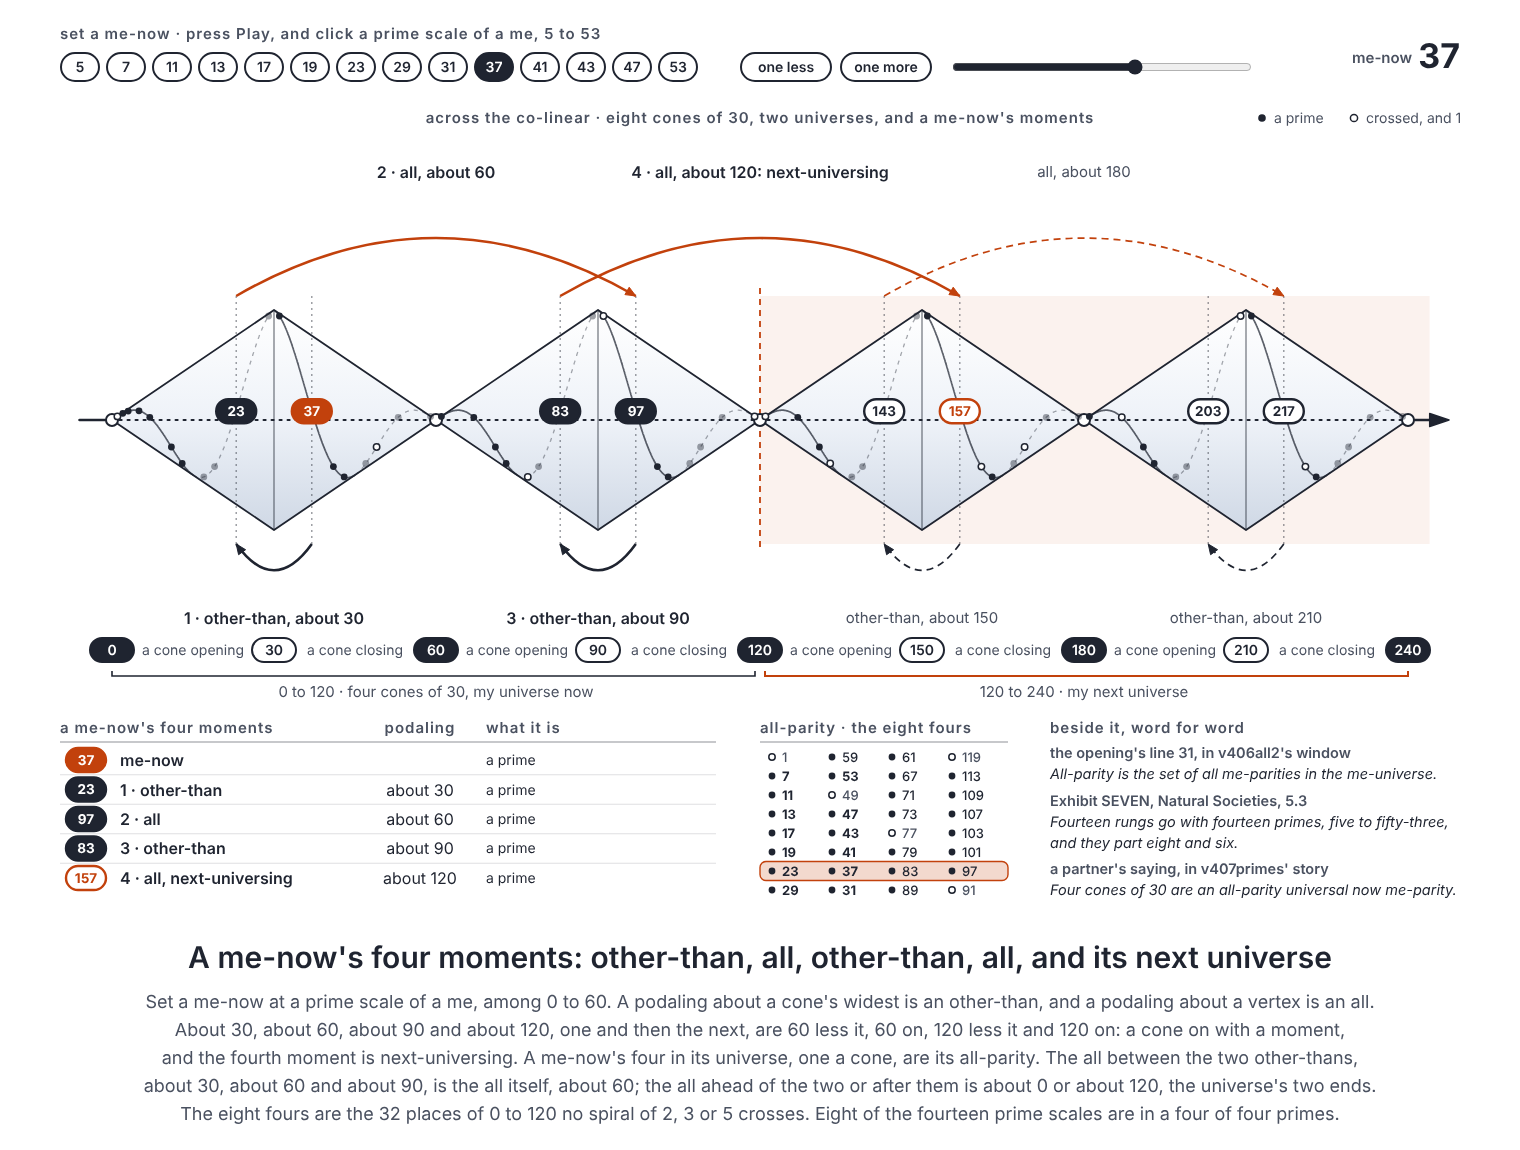 set a me-now · press Play, and click a prime scale of a me, 5 to 53
5 7 11 13 17 19 23 29 31 37 41 43 47 53 one less one more me-now 37
across the co-linear · eight cones of 30, two universes, and a me-now's moments
a prime crossed, and 1
2 · all, about 60 4 · all, about 120: next-universing all, about 180
23 37 83 97 143 157 203 217
1 · other-than, about 30 3 · other-than, about 90 other-than, about 150 other-than, about 210
0 a cone opening 30 a cone closing 60 a cone opening 90 a cone closing 120 a cone opening 150 a cone closing 180 a cone opening 210 a cone closing 240
0 to 120 · four cones of 30, my universe now 120 to 240 · my next universe
a me-now's four moments podaling what it is
37 me-now a prime
23 1 · other-than about 30 a prime
97 2 · all about 60 a prime
83 3 · other-than about 90 a prime
157 4 · all, next-universing about 120 a prime
all-parity · the eight fours
1 59 61 119
7 53 67 113
11 49 71 109
13 47 73 107
17 43 77 103
19 41 79 101
23 37 83 97
29 31 89 91
beside it, word for word
the opening's line 31, in v406all2's window
All-parity is the set of all me-parities in the me-universe.
Exhibit SEVEN, Natural Societies, 5.3
Fourteen rungs go with fourteen primes, five to fifty-three,
and they part eight and six.
a partner's saying, in v407primes' story
Four cones of 30 are an all-parity universal now me-parity.
A me-now's four moments: other-than, all, other-than, all, and its next universe
Set a me-now at a prime scale of a me, among 0 to 60. A podaling about a cone's widest is an other-than, and a podaling about a vertex is an all.
About 30, about 60, about 90 and about 120, one and then the next, are 60 less it, 60 on, 120 less it and 120 on: a cone on with a moment,
and the fourth moment is next-universing. A me-now's four in its universe, one a cone, are its all-parity. The all between the two other-thans,
about 30, about 60 and about 90, is the all itself, about 60; the all ahead of the two or after them is about 0 or about 120, the universe's two ends.
The eight fours are the 32 places of 0 to 120 no spiral of 2, 3 or 5 crosses. Eight of the fourteen prime scales are in a four of four primes.